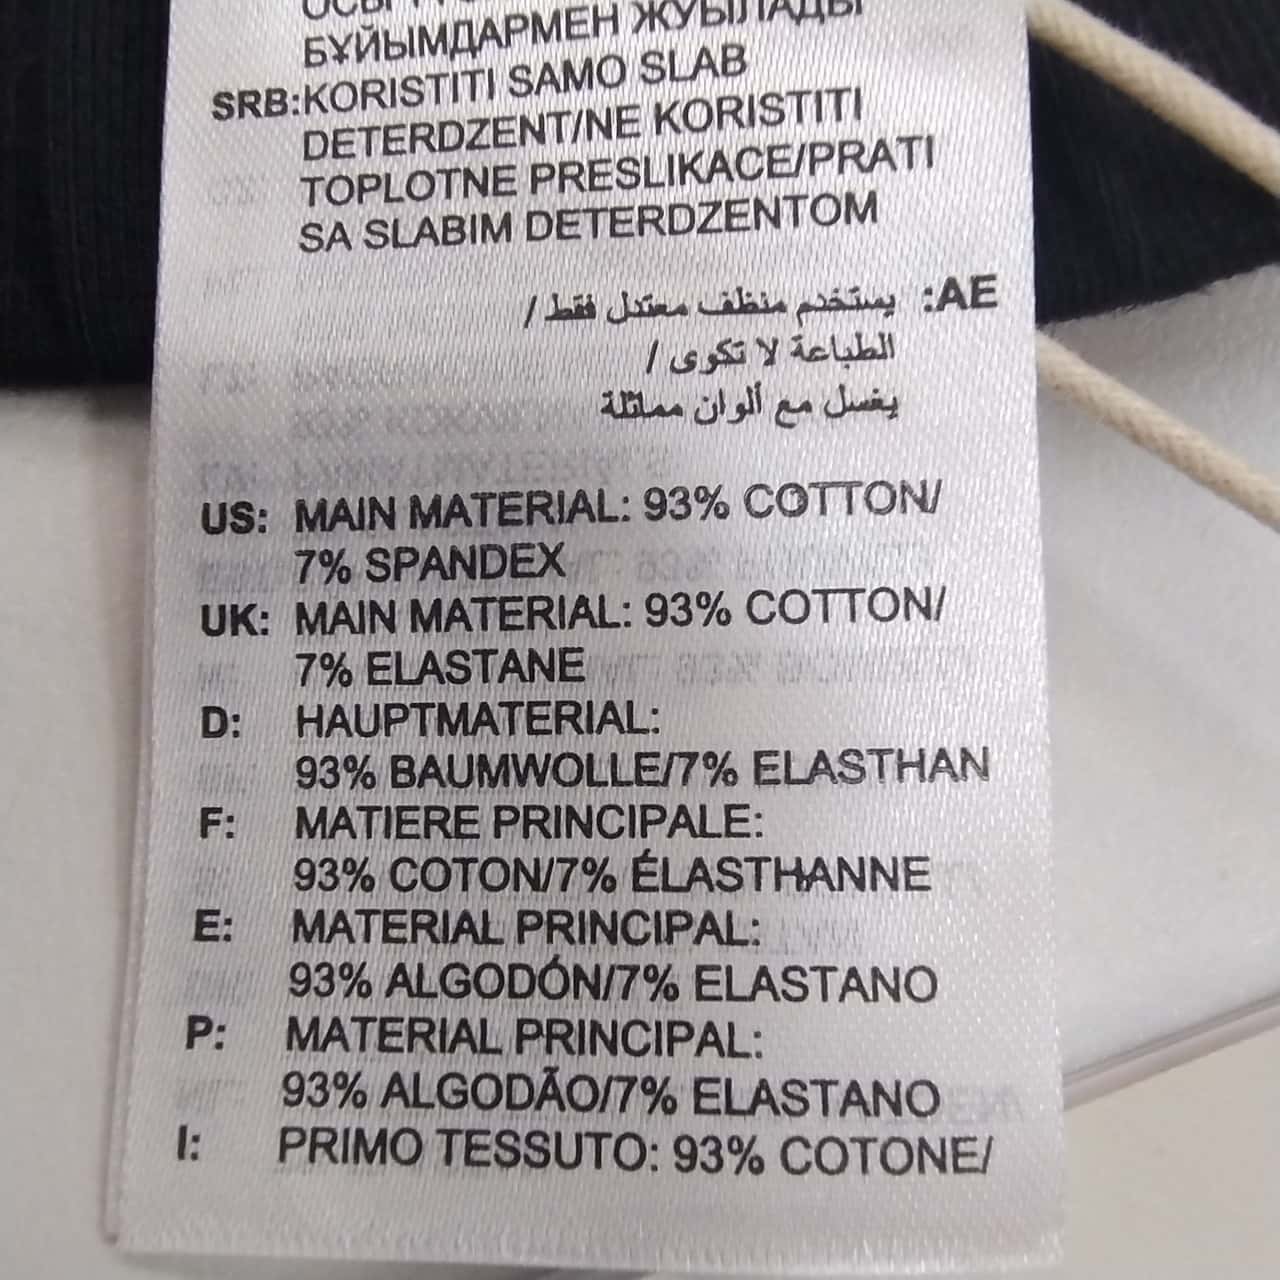 БҰЙЫМДАРМЕН ЖУЫЛАДЫ
SRB: KORISTITI SAMO SLAB
DETERDZENT/NE KORISTITI
TOPLOTNE PRESLIKACE/PRATI
SA SLABIM DETERDZENTOM
AE: يستخدم منظف معتدل فقط /
الطباعة لا تكوى /
يغسل مع ألوان مماثلة
US: MAIN MATERIAL: 93% COTTON/
7% SPANDEX
UK: MAIN MATERIAL: 93% COTTON/
7% ELASTANE
D: HAUPTMATERIAL:
93% BAUMWOLLE/7% ELASTHAN
F: MATIERE PRINCIPALE:
93% COTON/7% ÉLASTHANNE
E: MATERIAL PRINCIPAL:
93% ALGODÓN/7% ELASTANO
P: MATERIAL PRINCIPAL:
93% ALGODÃO/7% ELASTANO
I: PRIMO TESSUTO: 93% COTONE/